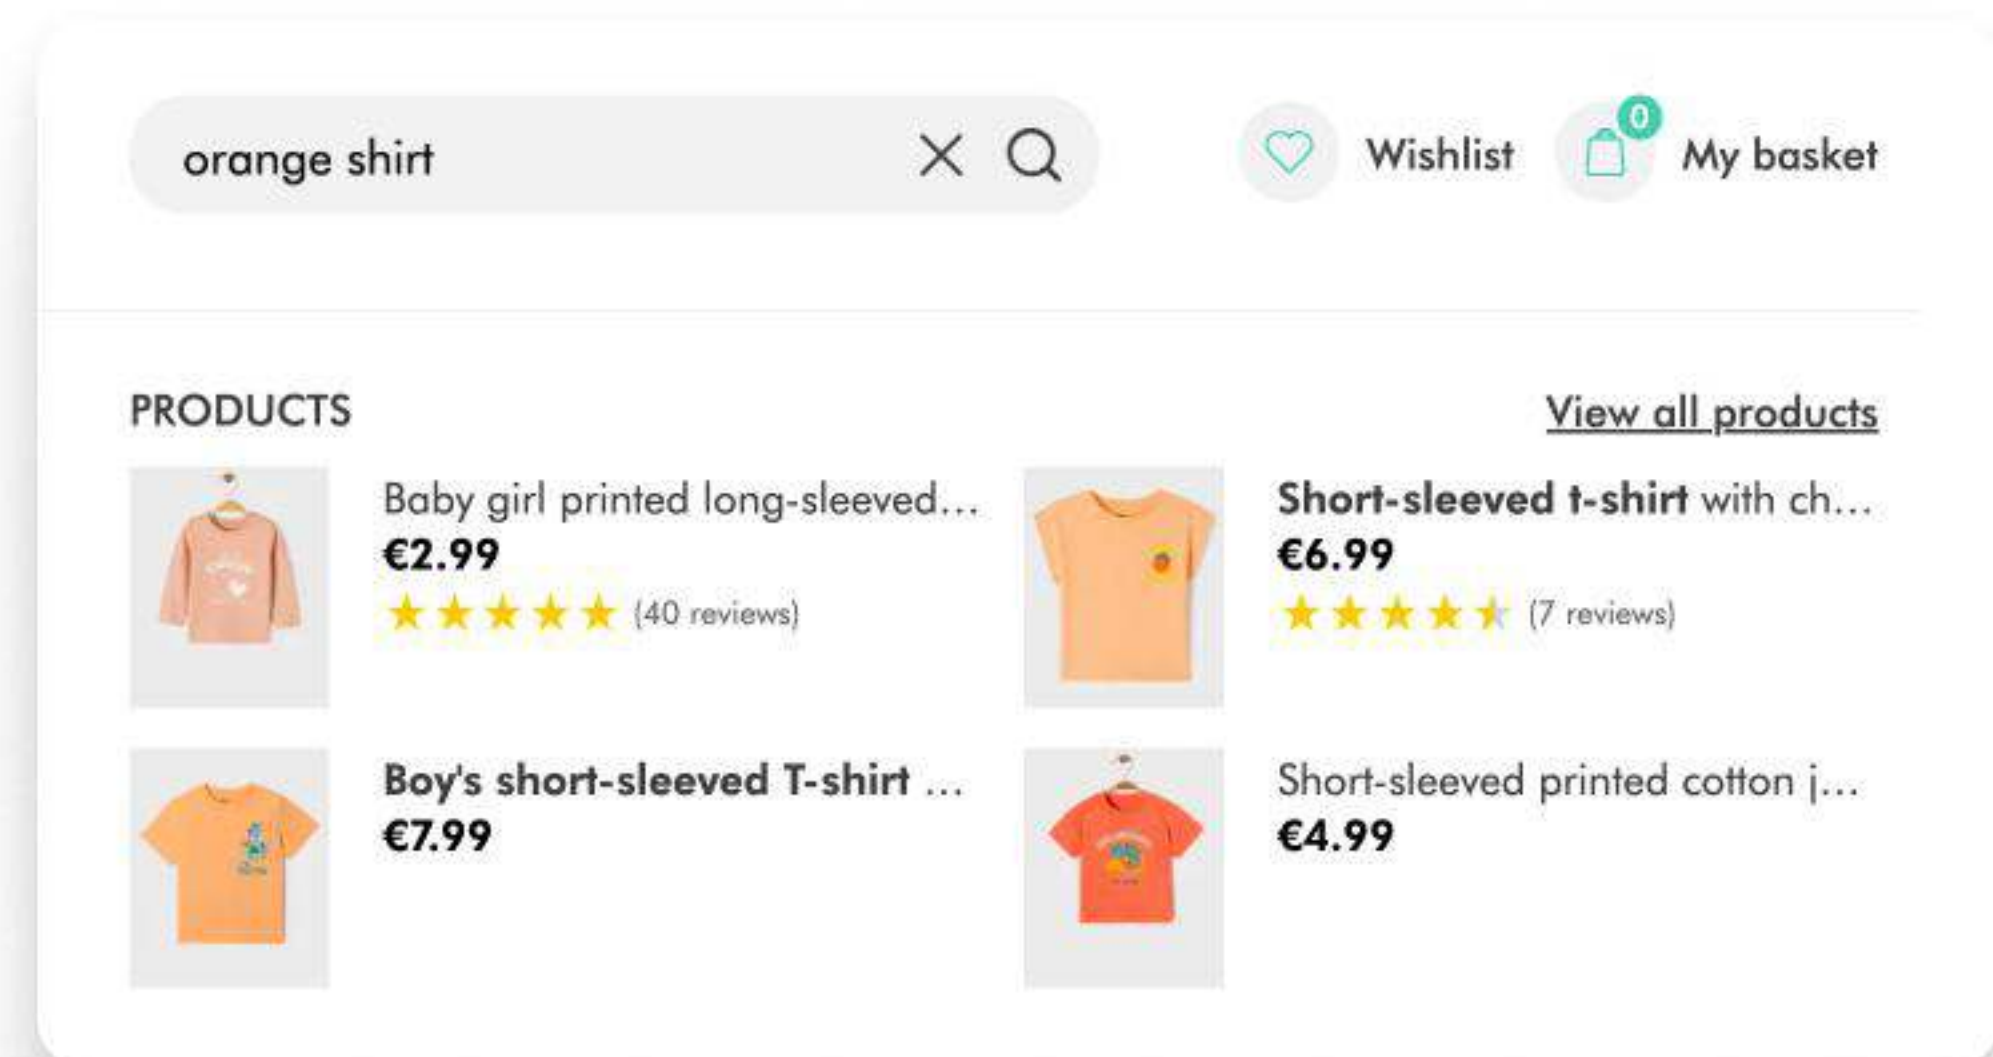 orange shirt
Wishlist
0
My basket
PRODUCTS
View all products
Baby girl printed long-sleeved...
€2.99
(40 reviews)
Short-sleeved t-shirt with ch...
€6.99
(7 reviews)
Boy's short-sleeved T-shirt ...
€7.99
Short-sleeved printed cotton j...
€4.99